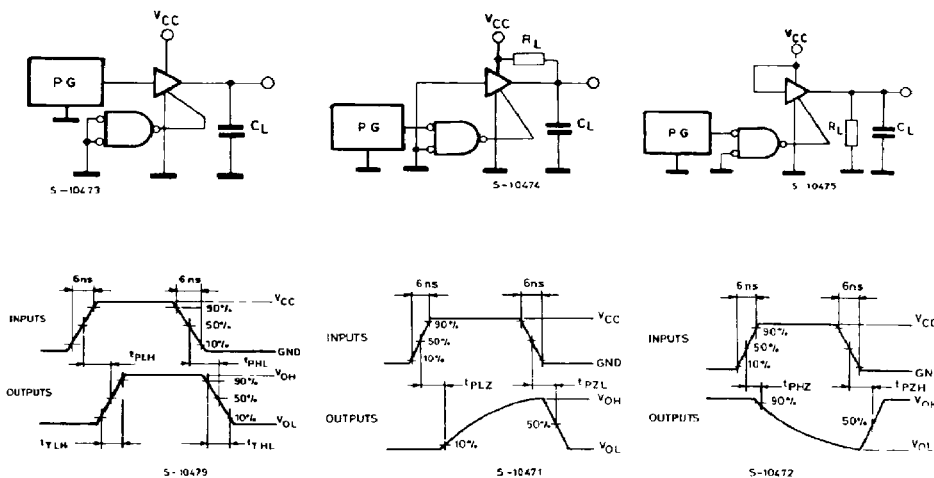 VCC
PG
CL
S-10473
VCC
RL
PG
CL
S-10474
VCC
PG
RL
CL
S-10475
6ns
6ns
VCC
90%
50%
10%
GND
INPUTS
tPLH
tPHL
VOH
90%
50%
10%
VOL
OUTPUTS
tTLH
tTHL
S-10479
6ns
6ns
VCC
90%
50%
10%
GND
INPUTS
tPLZ
tPZL
VOH
50%
10%
VOL
OUTPUTS
S-10471
6ns
6ns
VCC
90%
50%
10%
GND
INPUTS
tPHZ
tPZH
VOH
90%
50%
VOL
OUTPUTS
S-10472